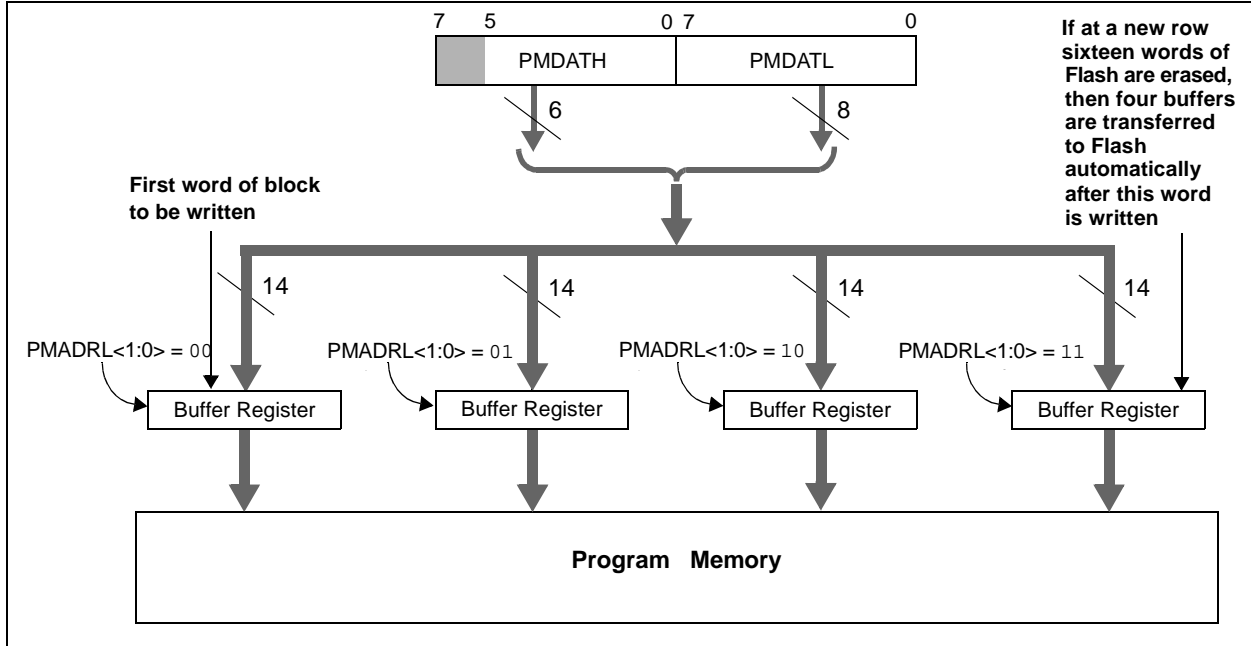 7 5 0 7 0
PMDATH PMDATL
6 8
If at a new row
sixteen words of
Flash are erased,
then four buffers
are transferred
to Flash
automatically
after this word
is written
First word of block
to be written
14 14 14 14
PMADRL<1:0> = 00 PMADRL<1:0> = 01 PMADRL<1:0> = 10 PMADRL<1:0> = 11
Buffer Register Buffer Register Buffer Register Buffer Register
Program Memory